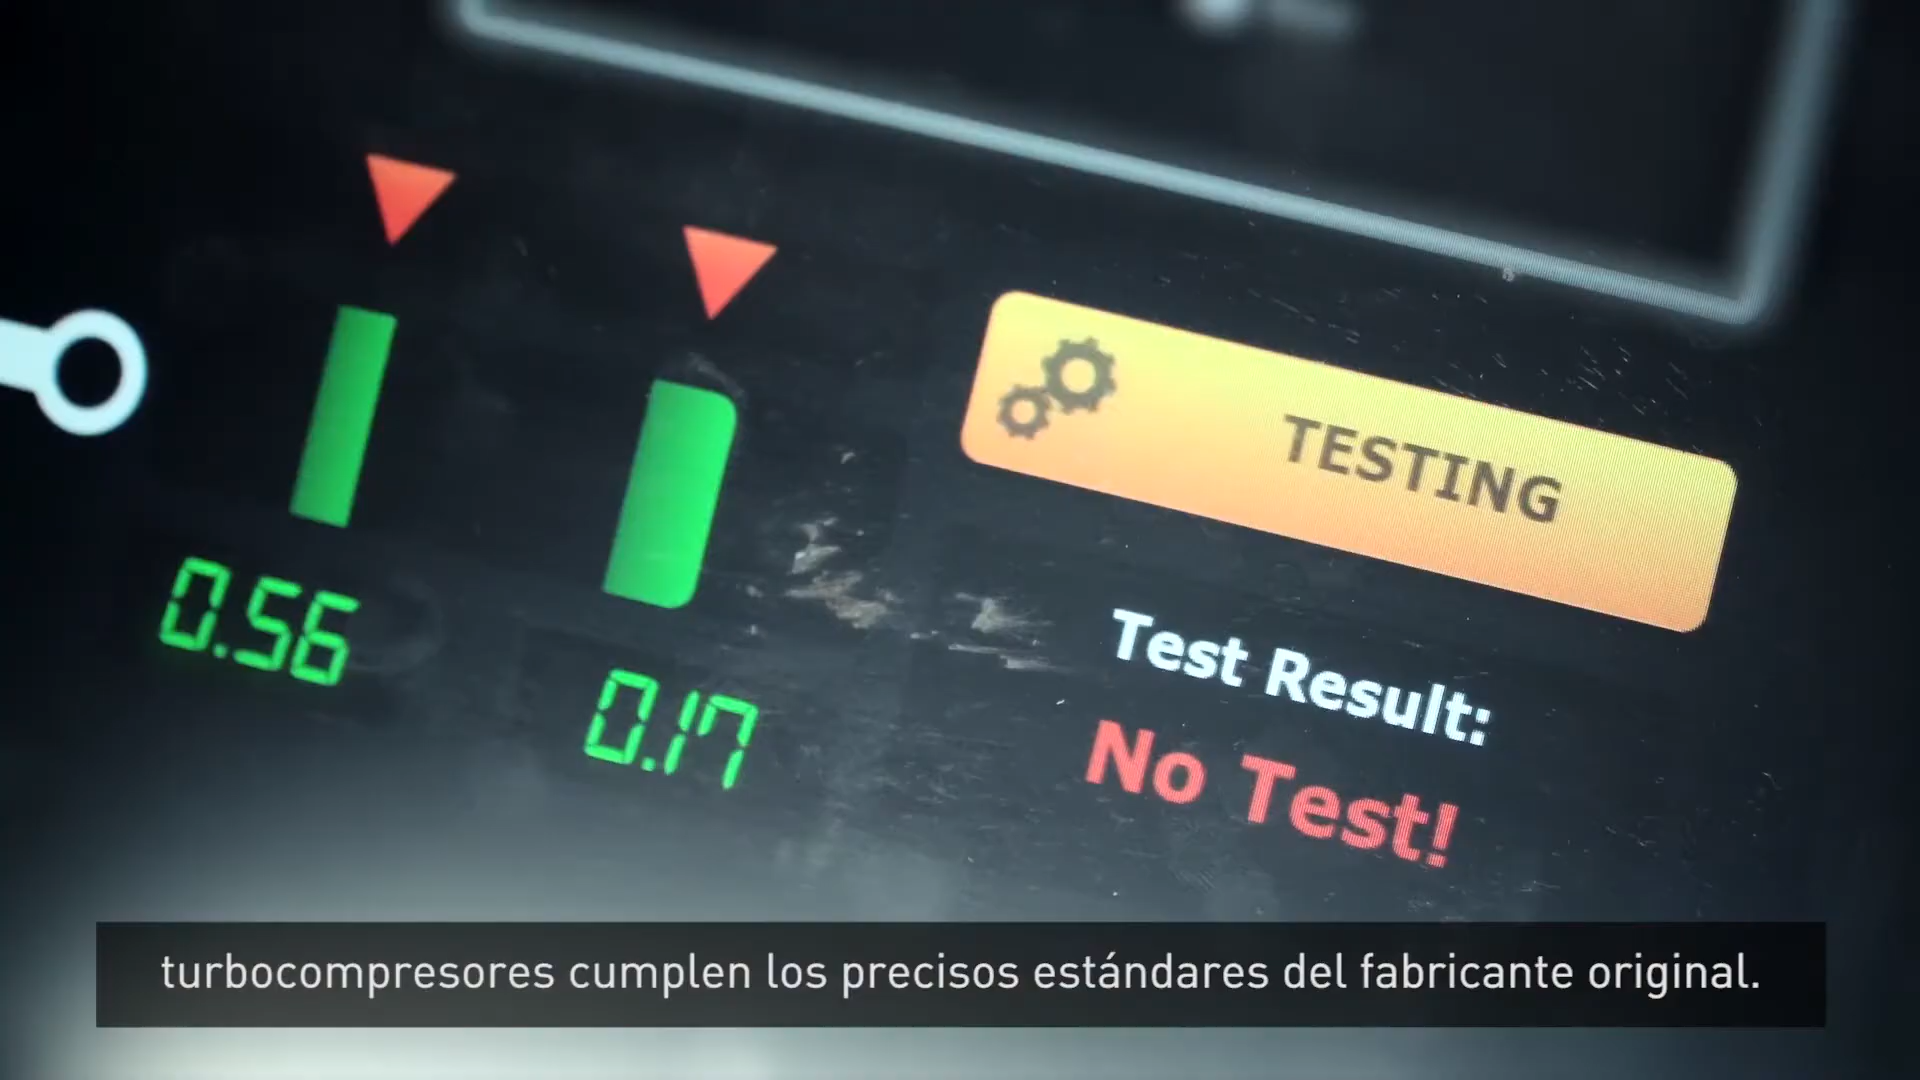 TESTING
0.56
0.17
Test Result:
No Test!
turbocompresores cumplen los precisos estándares del fabricante original.